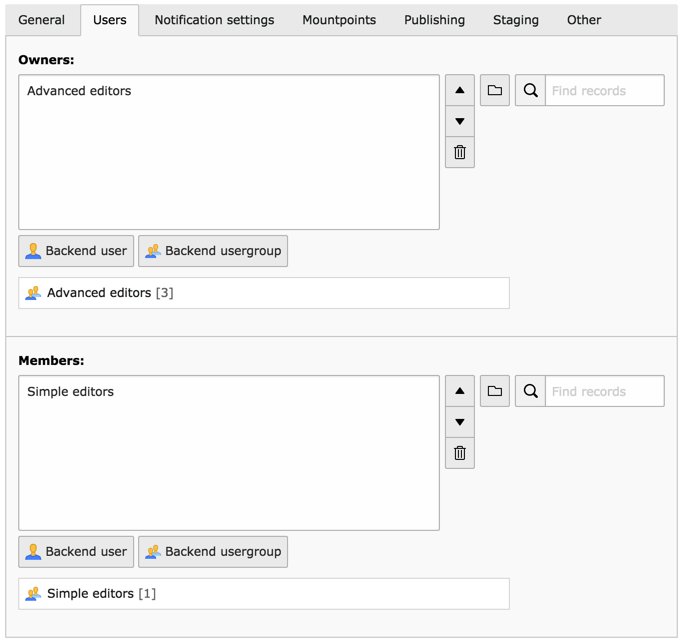 General Users Notification settings Mountpoints Publishing Staging Other
Owners:
Advanced editors
Find records
Backend user Backend usergroup
Advanced editors [3]
Members:
Simple editors
Find records
Backend user Backend usergroup
Simple editors [1]